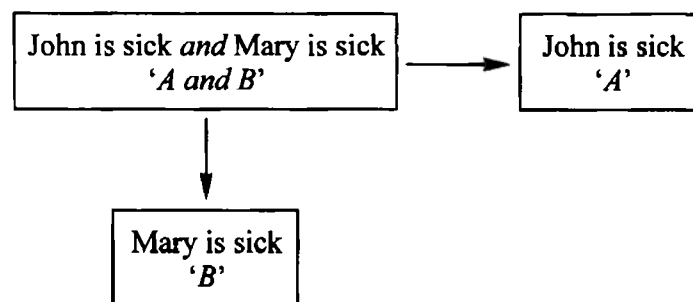 John is sick and Mary is sick
‘A and B’
John is sick
‘A’
Mary is sick
‘B’